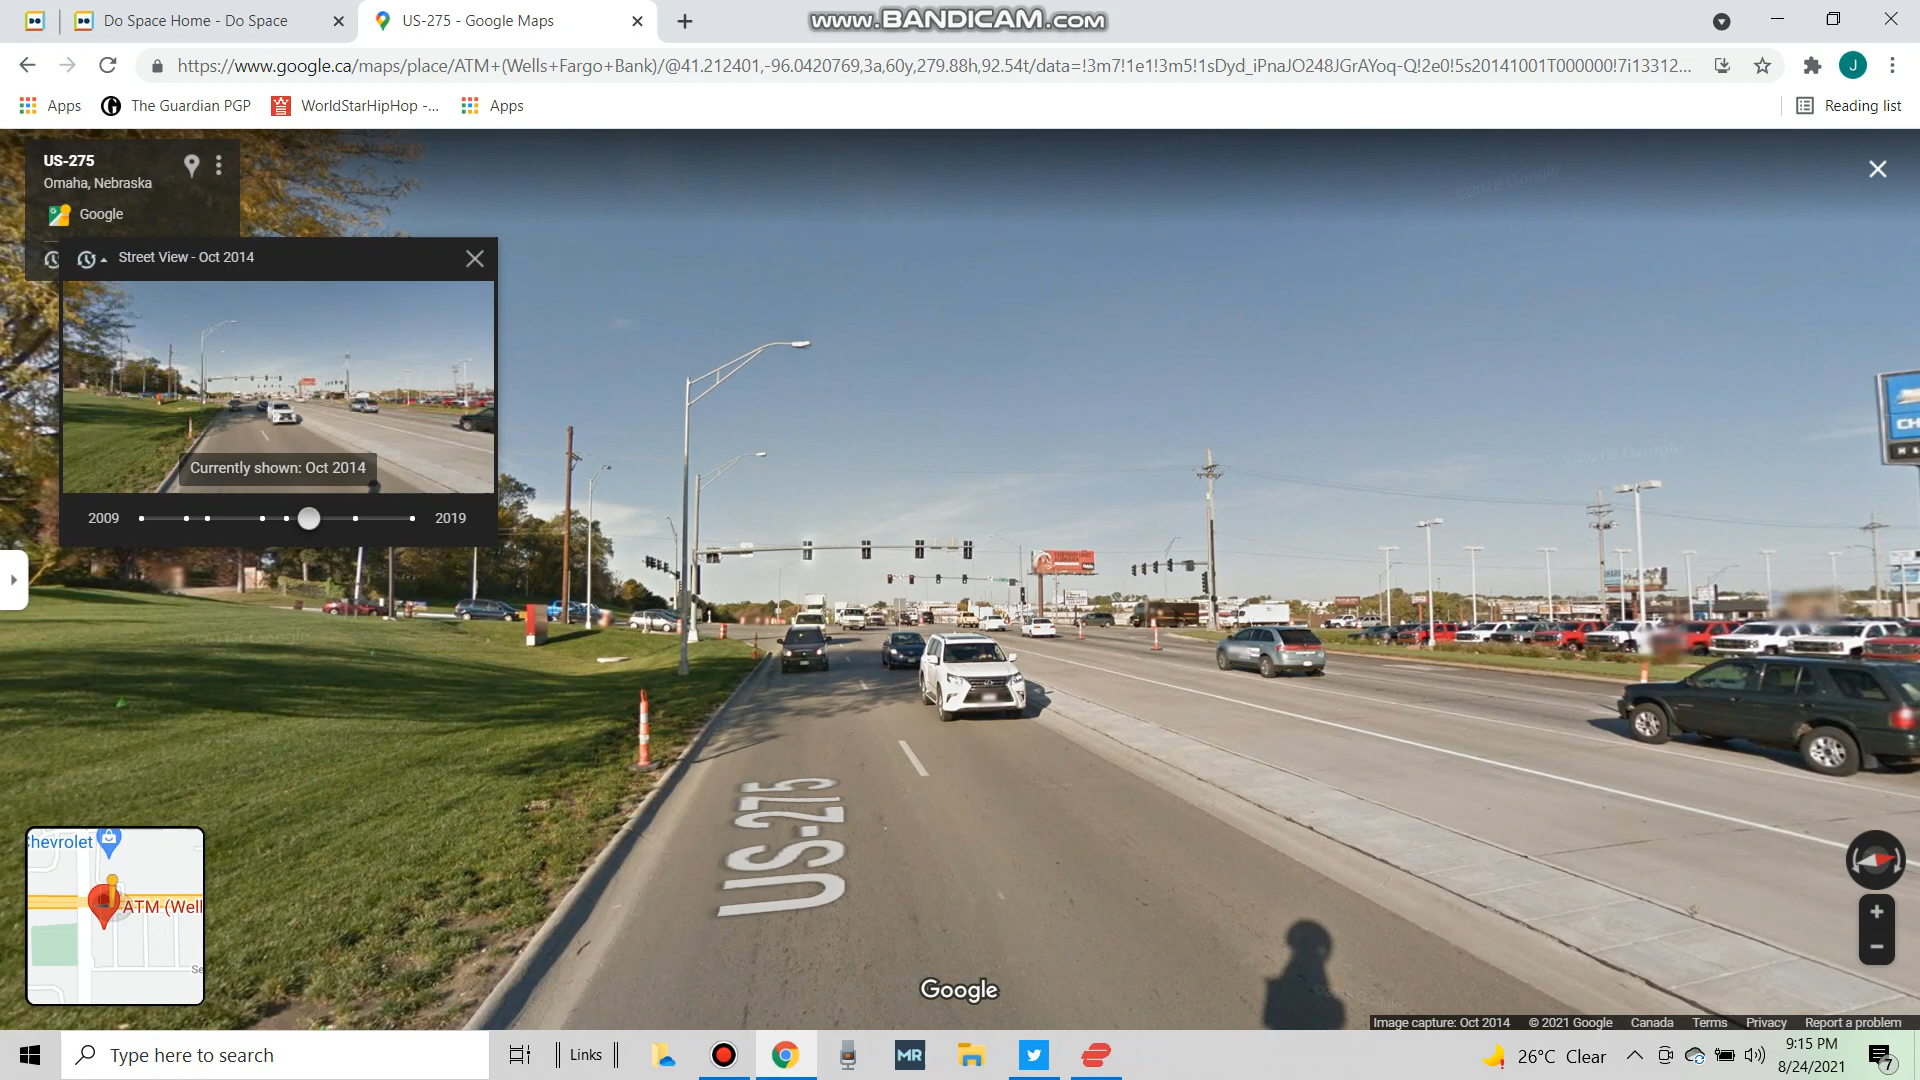 Do Space Home - Do Space
US-275 - Google Maps
www.BANDICAM.com
https://www.google.ca/maps/place/ATM+(Wells+Fargo+Bank)/@41.212401,-96.0420769,3a,60y,279.88h,92.54t/data=!3m7!1e1!3m5!1sDyd_iPnaJO248JGrAYoq-Q!2e0!5s20141001T000000!7i13312...
J
Apps
The Guardian PGP
WorldStarHipHop -...
Apps
Reading list
US-275
Omaha, Nebraska
Google
Street View - Oct 2014
Currently shown: Oct 2014
2009
2019
CH
US-275
Chevrolet
ATM (Well
Se
Google
Image capture: Oct 2014
© 2021 Google
Canada
Terms
Privacy
Report a problem
Type here to search
Links
MR
26°C Clear
9:15 PM
8/24/2021
7